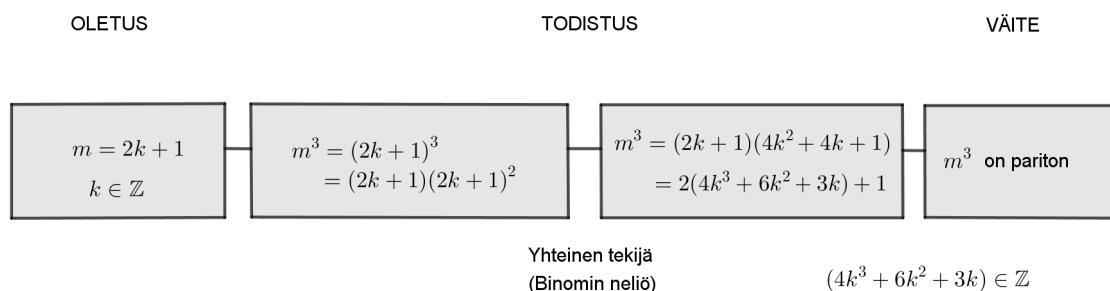 OLETUS
TODISTUS
VÄITE
m = 2k + 1
k ∈ ℤ
m³ = (2k + 1)³
= (2k + 1)(2k + 1)²
m³ = (2k + 1)(4k² + 4k + 1)
= 2(4k³ + 6k² + 3k) + 1
m³ on pariton
Yhteinen tekijä
(Binomin neliö)
(4k³ + 6k² + 3k) ∈ ℤ